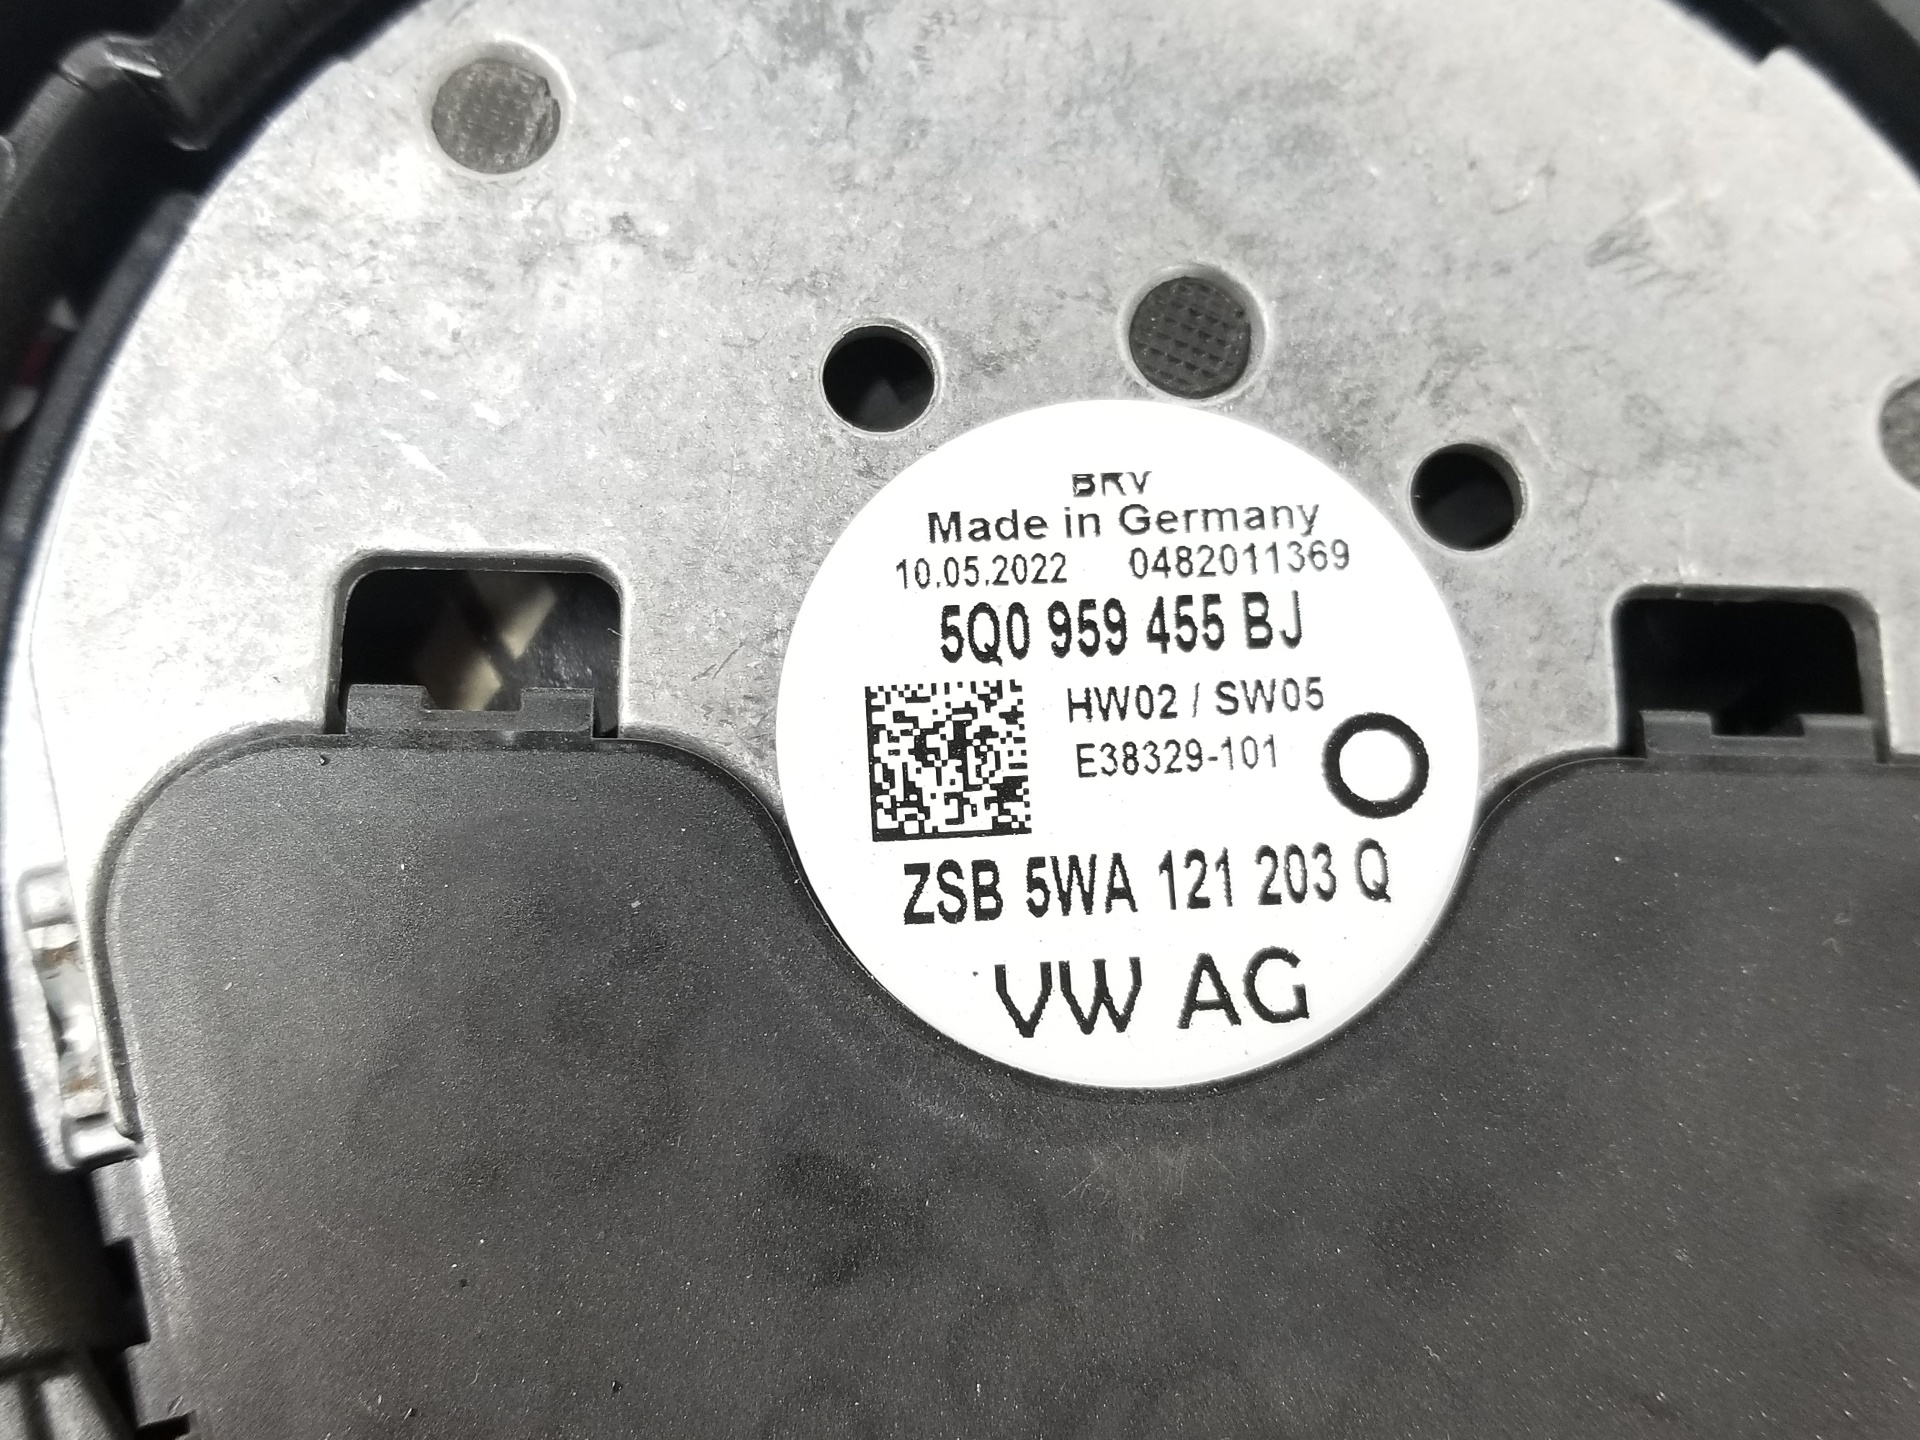 BRV
Made in Germany
10.05.2022 0482011369
5Q0 959 455 BJ
HW02 / SW05
E38329-101
ZSB 5WA 121 203 Q
VW AG